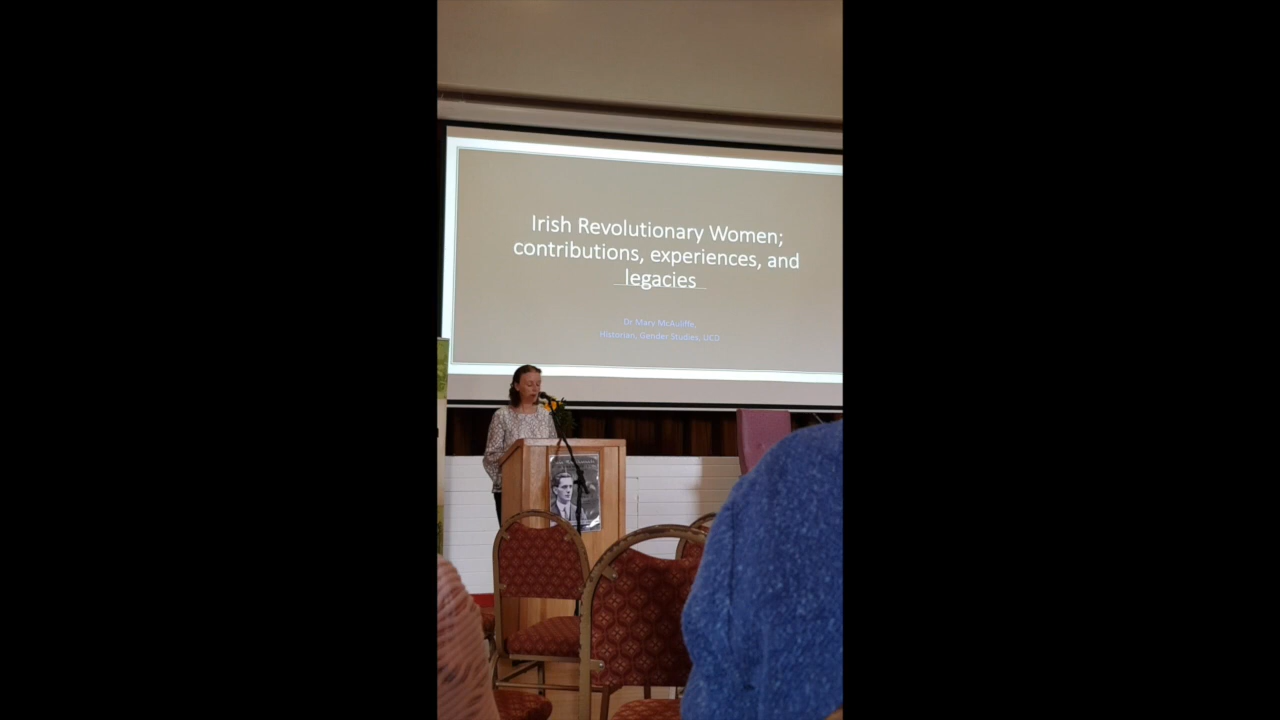 Irish Revolutionary Women;
contributions, experiences, and
legacies
Dr Mary McAuliffe,
Historian, Gender Studies, UCD